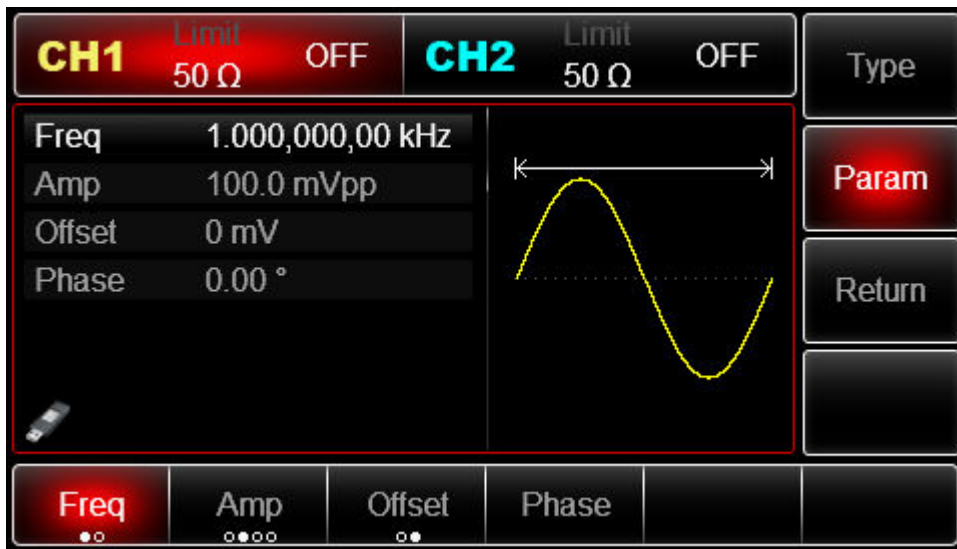 CH1 Limit 50 Ω OFF
CH2 Limit 50 Ω OFF
Type
Freq 1.000,000,00 kHz
Amp 100.0 mVpp
Offset 0 mV
Phase 0.00 °
Param
Return
Freq Amp Offset Phase